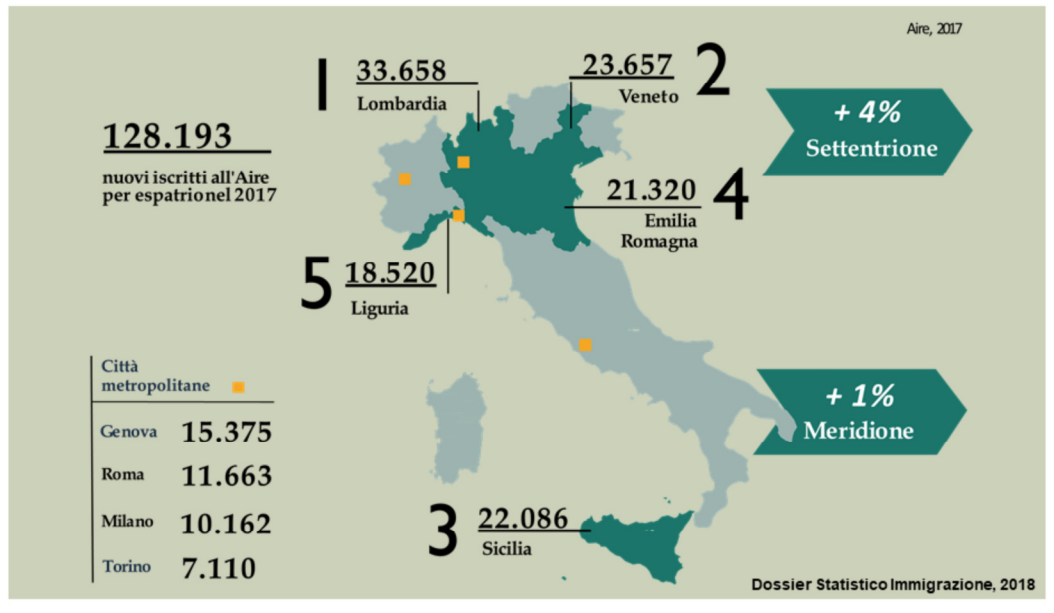 Aire, 2017
1
33.658
Lombardia
23.657
Veneto
2
+ 4%
Settentrione
128.193
nuovi iscritti all'Aire
per espatrionel 2017
21.320
Emilia
Romagna
4
5
18.520
Liguria
Città
metropolitane
Genova 15.375
Roma 11.663
Milano 10.162
Torino 7.110
+ 1%
Meridione
3
22.086
Sicilia
Dossier Statistico Immigrazione, 2018